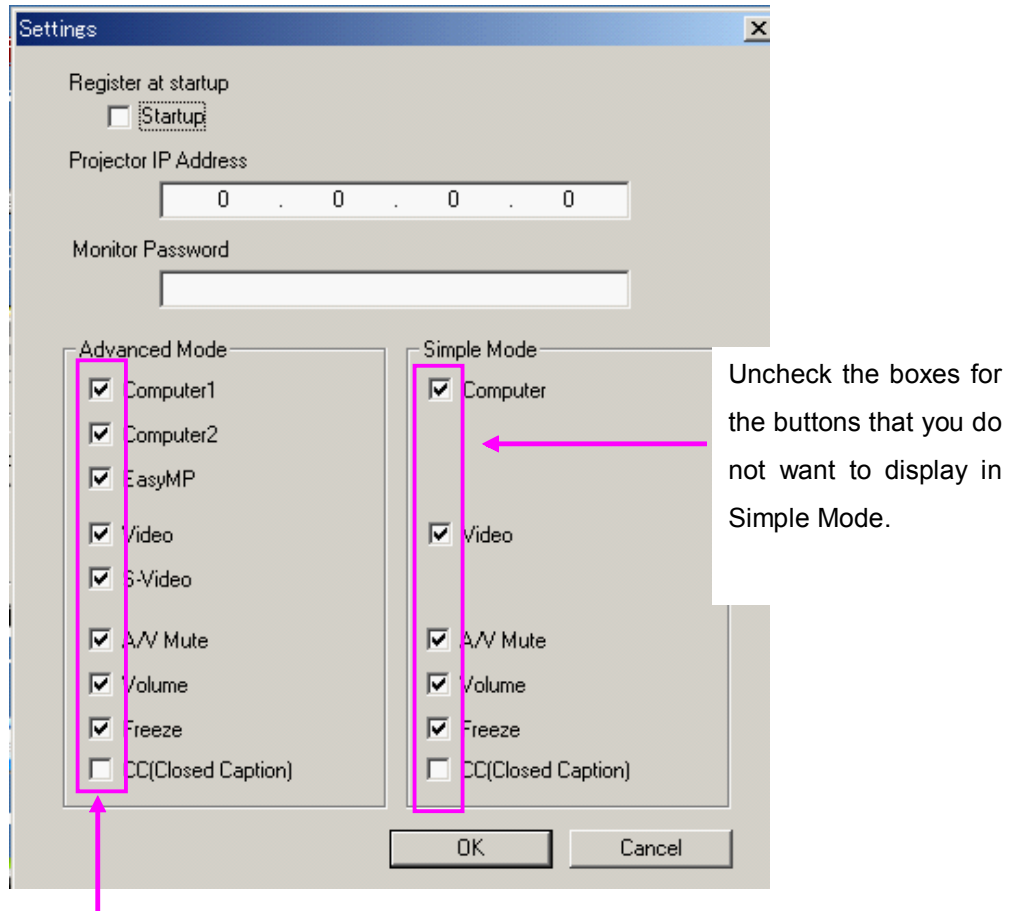 Settings
Register at startup
Startup
Projector IP Address
0 . 0 . 0 . 0
Monitor Password
Advanced Mode
Computer1
Computer2
EasyMP
Video
S-Video
A/V Mute
Volume
Freeze
CC(Closed Caption)
Simple Mode
Computer
Video
A/V Mute
Volume
Freeze
CC(Closed Caption)
Uncheck the boxes for
the buttons that you do
not want to display in
Simple Mode.
OK
Cancel